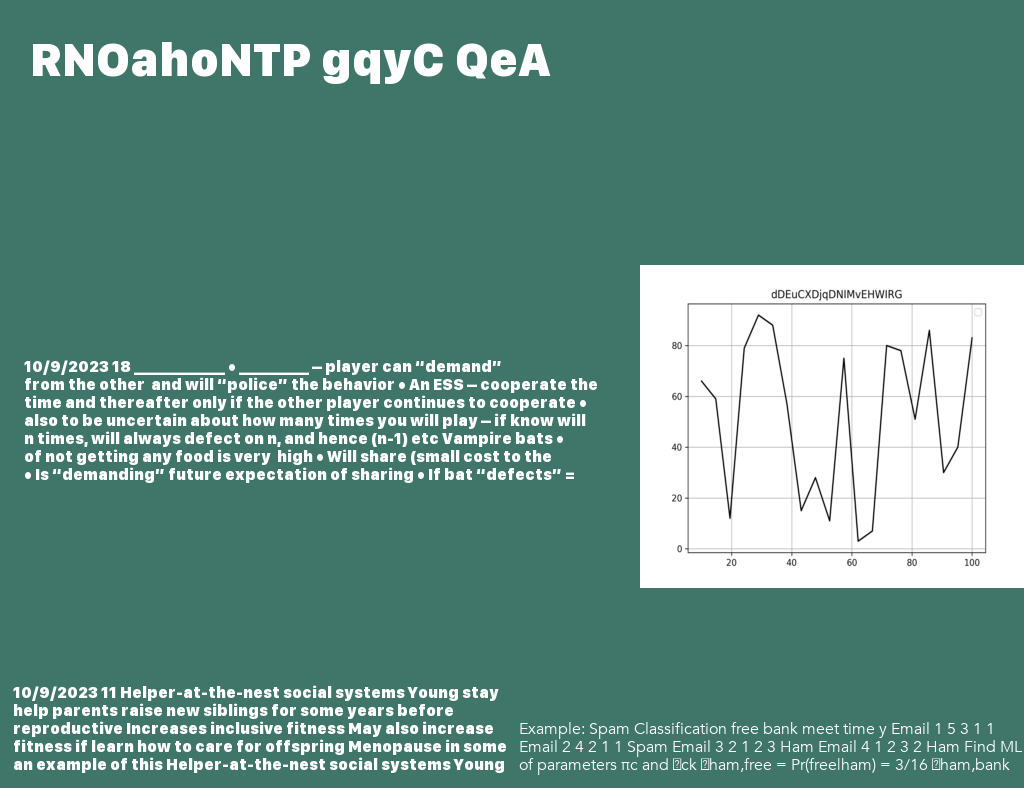 RNOahoNTP gqyC QeA
dDEuCXDjqDNIMvEHWIRG
80
60
40
20
0
20 40 60 80 100
10/9/2023 18 _____________ • __________ – player can “demand”
from the other and will “police” the behavior • An ESS – cooperate the
time and thereafter only if the other player continues to cooperate •
also to be uncertain about how many times you will play – if know will
n times, will always defect on n, and hence (n-1) etc Vampire bats •
of not getting any food is very high • Will share (small cost to the
• Is “demanding” future expectation of sharing • If bat “defects” =
10/9/2023 11 Helper-at-the-nest social systems Young stay
help parents raise new siblings for some years before
reproductive Increases inclusive fitness May also increase
fitness if learn how to care for offspring Menopause in some
an example of this Helper-at-the-nest social systems Young
Example: Spam Classification free bank meet time y Email 1 5 3 1 1
Email 2 4 2 1 1 Spam Email 3 2 1 2 3 Ham Email 4 1 2 3 2 Ham Find ML
of parameters πc and ck ham,free = Pr(free|ham) = 3/16 ham,bank